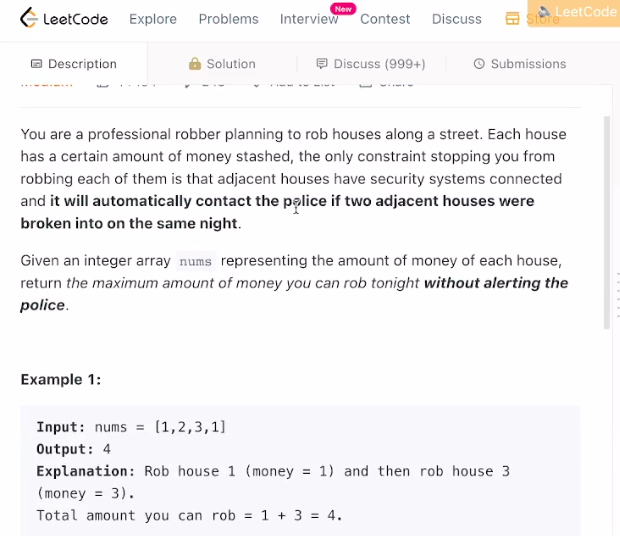 LeetCode Explore Problems Interview New Contest Discuss Store LeetCode
Description Solution Discuss (999+) Submissions
You are a professional robber planning to rob houses along a street. Each house
has a certain amount of money stashed, the only constraint stopping you from
robbing each of them is that adjacent houses have security systems connected
and it will automatically contact the police if two adjacent houses were
broken into on the same night.
Given an integer array nums representing the amount of money of each house,
return the maximum amount of money you can rob tonight without alerting the
police.
Example 1:
Input: nums = [1,2,3,1]
Output: 4
Explanation: Rob house 1 (money = 1) and then rob house 3
(money = 3).
Total amount you can rob = 1 + 3 = 4.